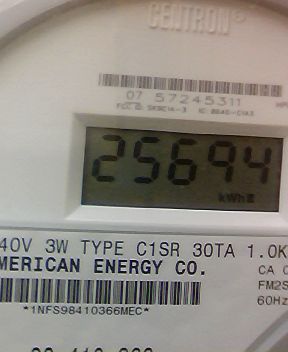 CENTRON®
07 57245311
25694
kWh
40V 3W TYPE C1SR 30TA 1.0K
MERICAN ENERGY CO.
CA 0
FM2S
60Hz
*1NFS98410366MEC*